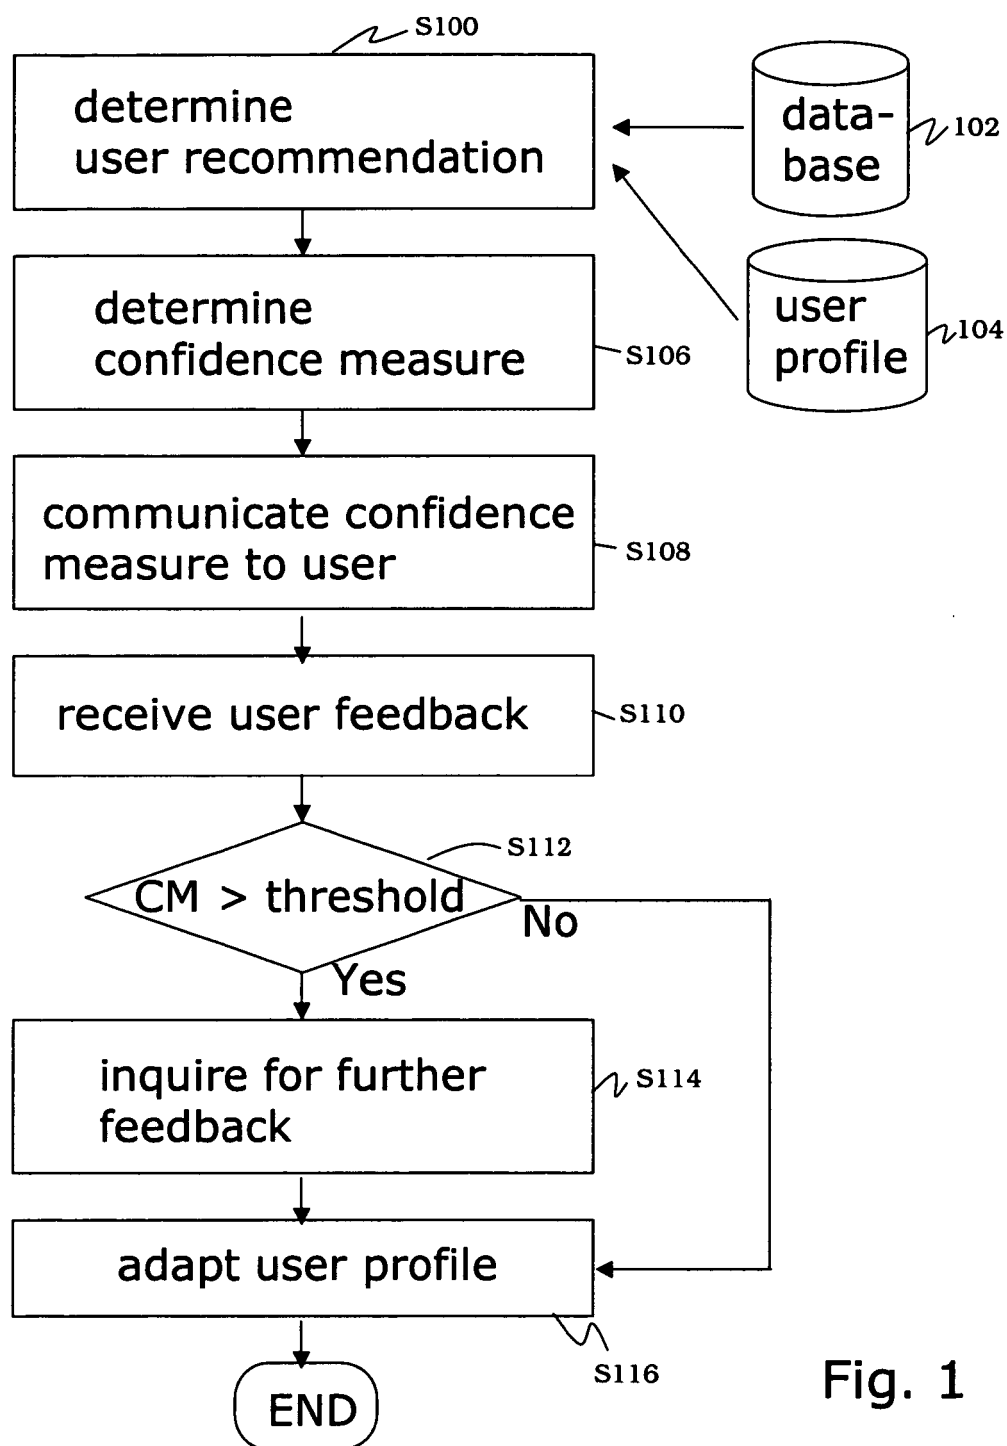 S100
determine
user recommendation
data-
base
102
user
profile
104
determine
confidence measure
S106
communicate confidence
measure to user
S108
receive user feedback
S110
S112
CM > threshold
No
Yes
inquire for further
feedback
S114
adapt user profile
S116
END
Fig. 1